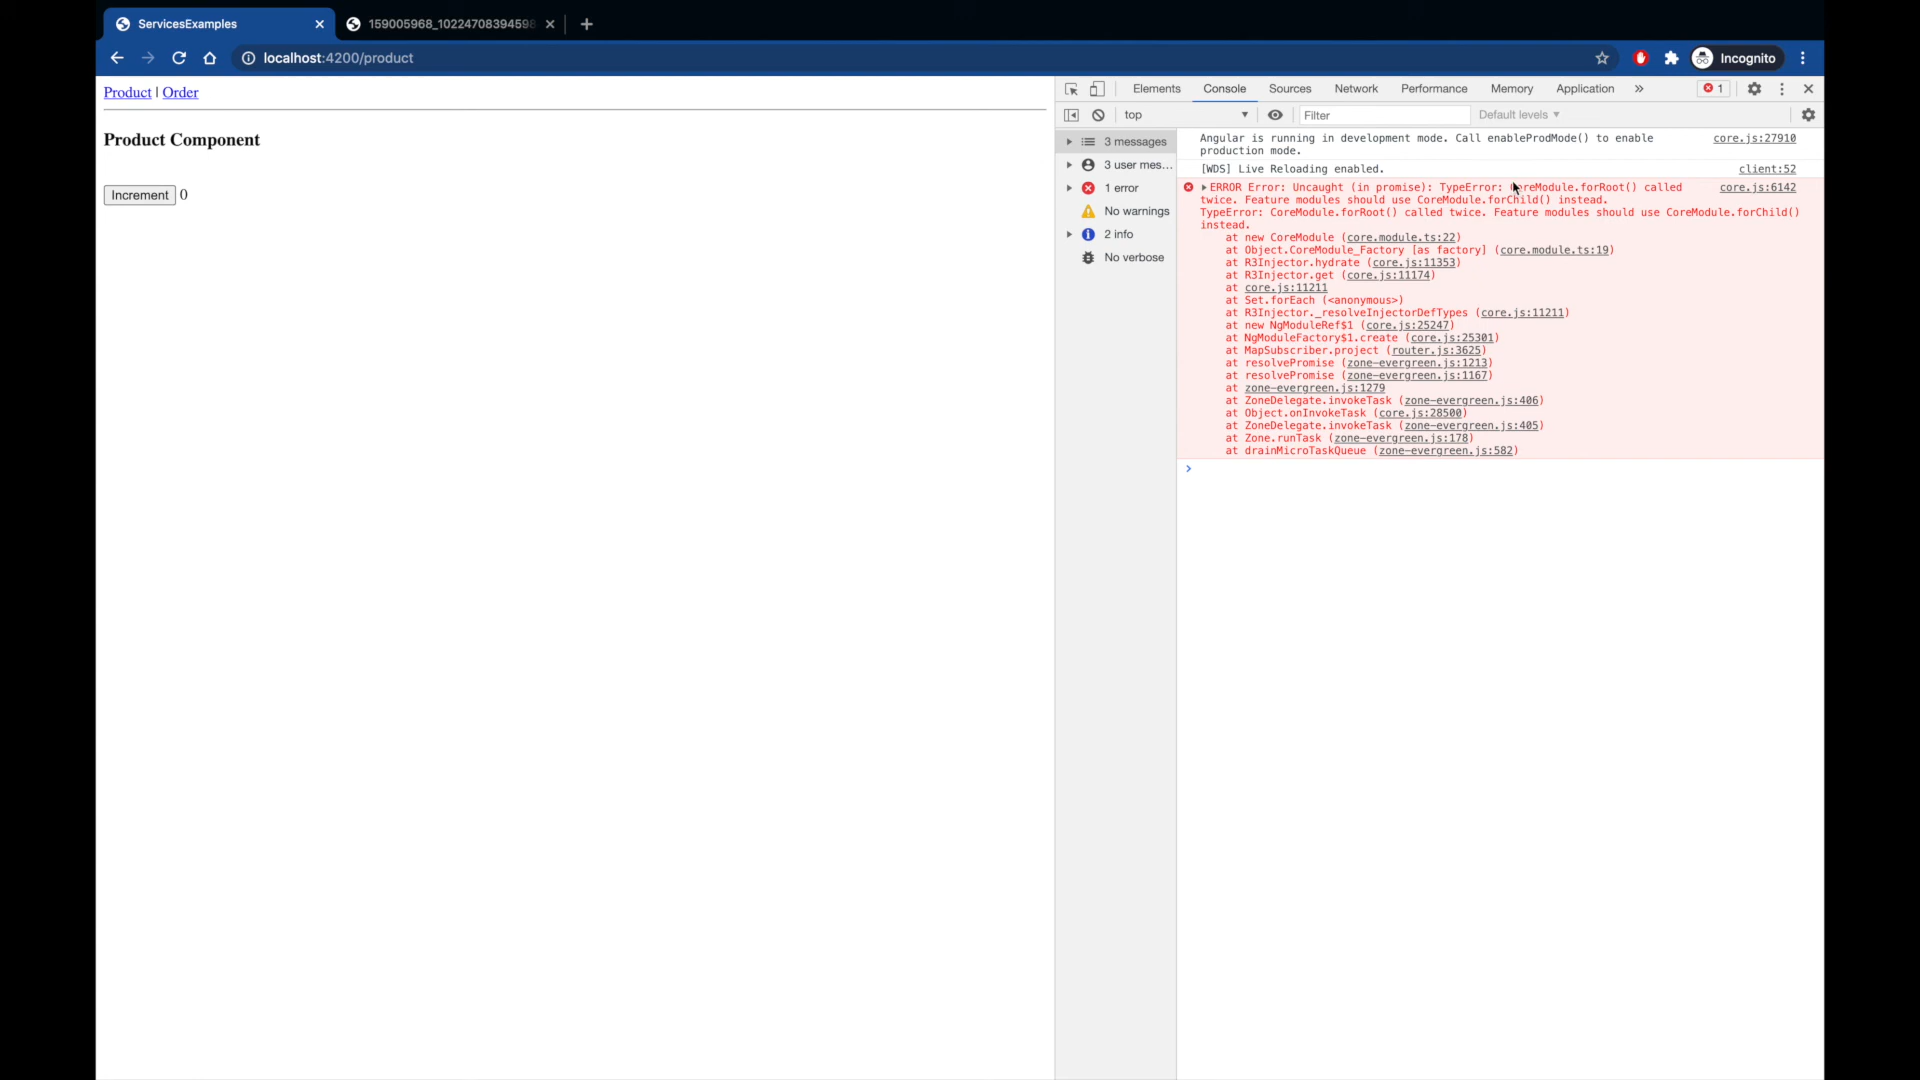 ServicesExamples
159005968_10224708394598
localhost:4200/product
Incognito
Product | Order
Product Component
Increment 0
Elements Console Sources Network Performance Memory Application » 1
top Filter Default levels
3 messages
3 user mes...
1 error
No warnings
2 info
No verbose
Angular is running in development mode. Call enableProdMode() to enable core.js:27910
production mode.
[WDS] Live Reloading enabled. client:52
ERROR Error: Uncaught (in promise): TypeError: CoreModule.forRoot() called core.js:6142
twice. Feature modules should use CoreModule.forChild() instead.
TypeError: CoreModule.forRoot() called twice. Feature modules should use CoreModule.forChild()
instead.
at new CoreModule (core.module.ts:22)
at Object.CoreModule_Factory [as factory] (core.module.ts:19)
at R3Injector.hydrate (core.js:11353)
at R3Injector.get (core.js:11174)
at core.js:11211
at Set.forEach (<anonymous>)
at R3Injector._resolveInjectorDefTypes (core.js:11211)
at new NgModuleRef$1 (core.js:25247)
at NgModuleFactory$1.create (core.js:25301)
at MapSubscriber.project (router.js:3625)
at resolvePromise (zone-evergreen.js:1213)
at resolvePromise (zone-evergreen.js:1167)
at zone-evergreen.js:1279
at ZoneDelegate.invokeTask (zone-evergreen.js:406)
at Object.onInvokeTask (core.js:28500)
at ZoneDelegate.invokeTask (zone-evergreen.js:405)
at Zone.runTask (zone-evergreen.js:178)
at drainMicroTaskQueue (zone-evergreen.js:582)